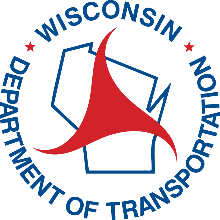 WISCONSIN
DEPARTMENT OF TRANSPORTATION